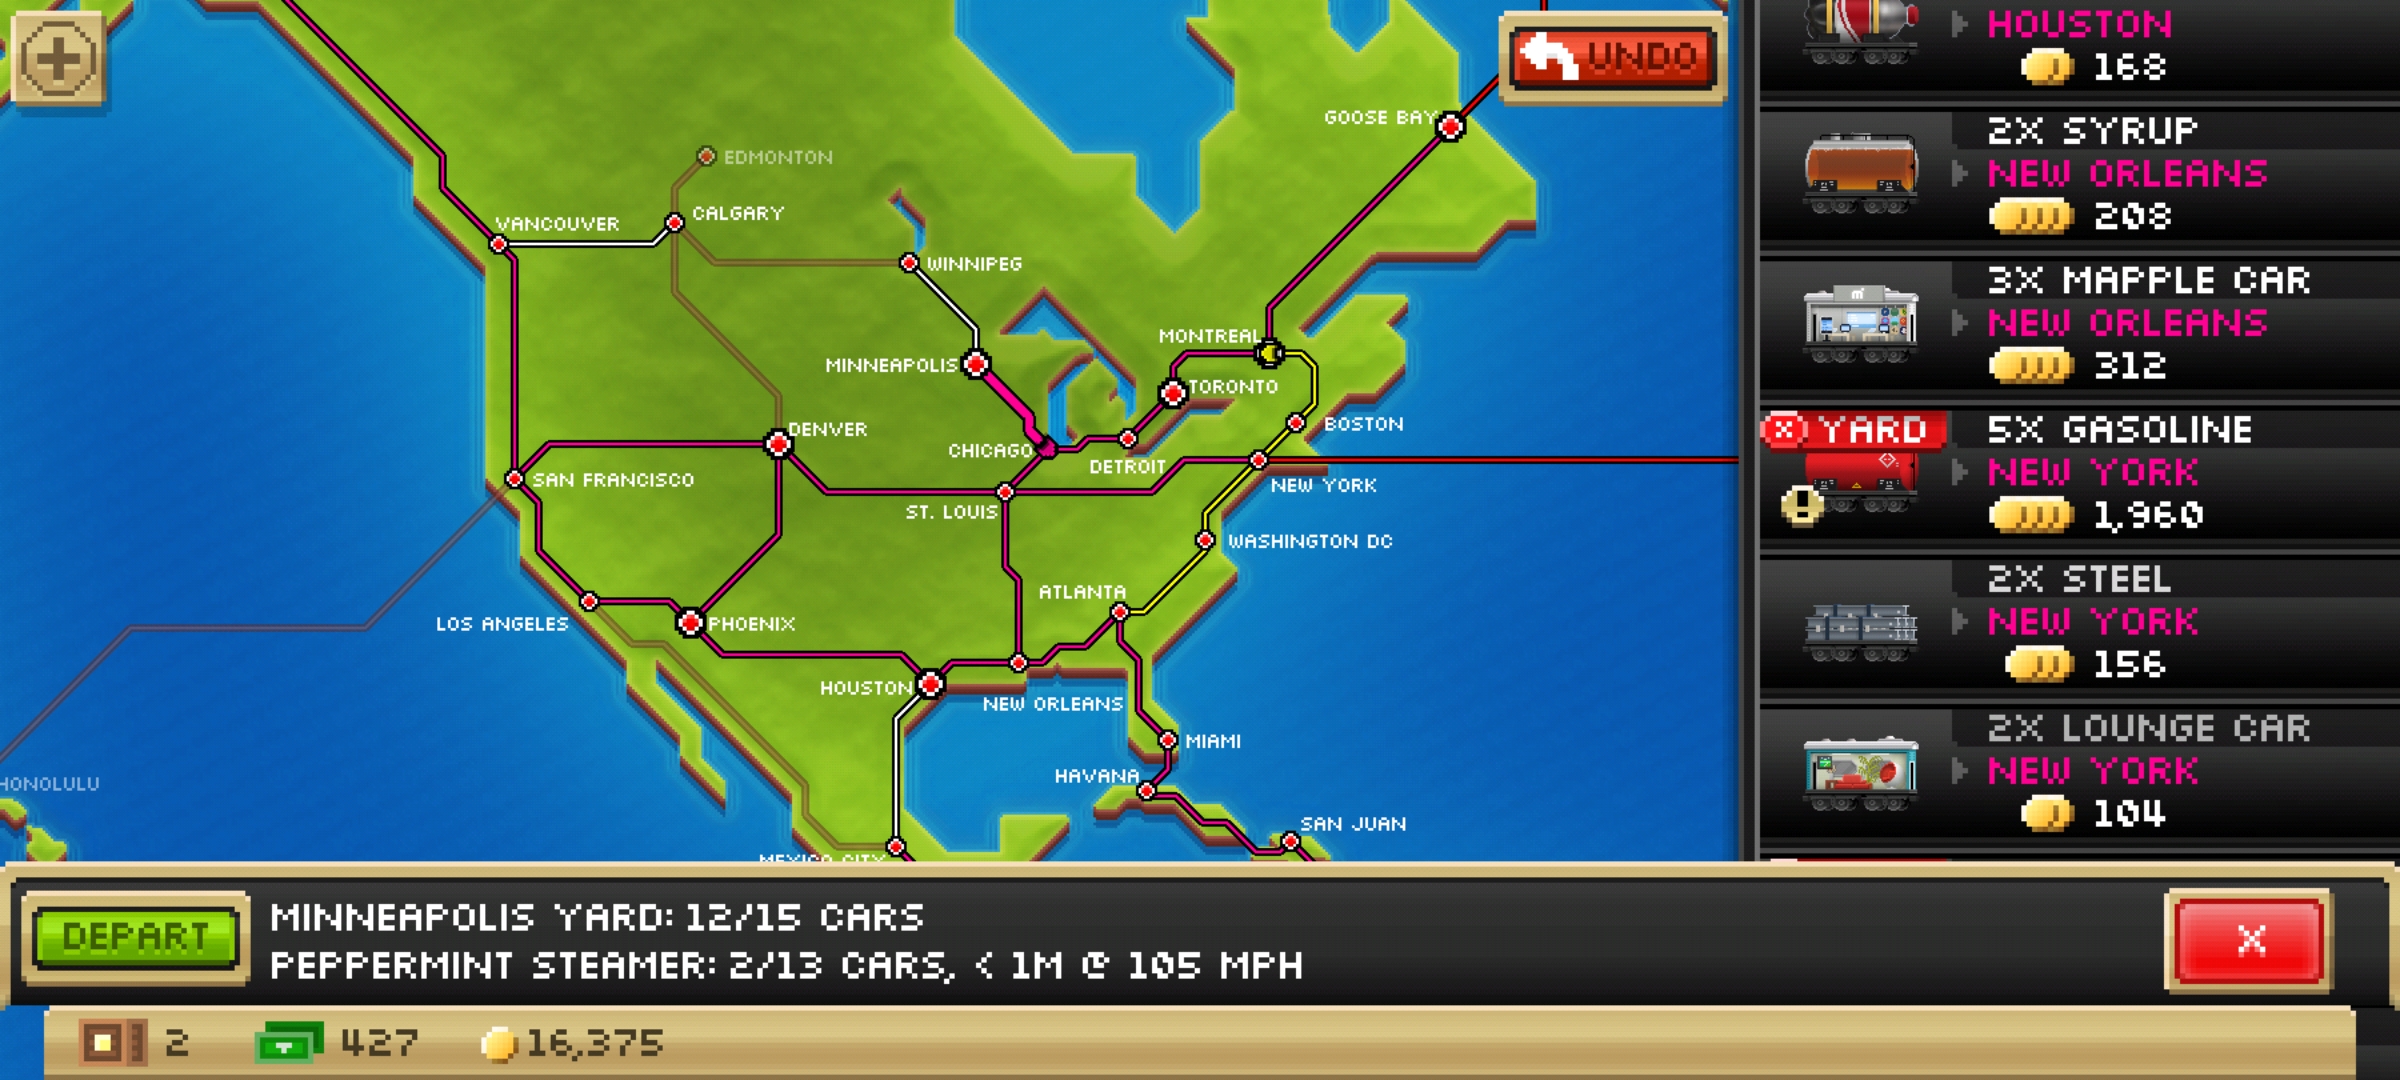 UNDO
GOOSE BAY
EDMONTON
VANCOUVER
CALGARY
WINNIPEG
MONTREAL
MINNEAPOLIS
TORONTO
DENVER
BOSTON
CHICAGO
DETROIT
SAN FRANCISCO
NEW YORK
ST. LOUIS
WASHINGTON DC
ATLANTA
LOS ANGELES
PHOENIX
HOUSTON
NEW ORLEANS
MIAMI
HAVANA
HONOLULU
SAN JUAN
MEXICO CITY
HOUSTON
168
2X SYRUP
NEW ORLEANS
208
3X MAPPLE CAR
NEW ORLEANS
312
X YARD
5X GASOLINE
NEW YORK
!
1,960
2X STEEL
NEW YORK
156
2X LOUNGE CAR
NEW YORK
104
DEPART
MINNEAPOLIS YARD: 12/15 CARS
PEPPERMINT STEAMER: 2/13 CARS, < 1M @ 105 MPH
X
2
427
16,375